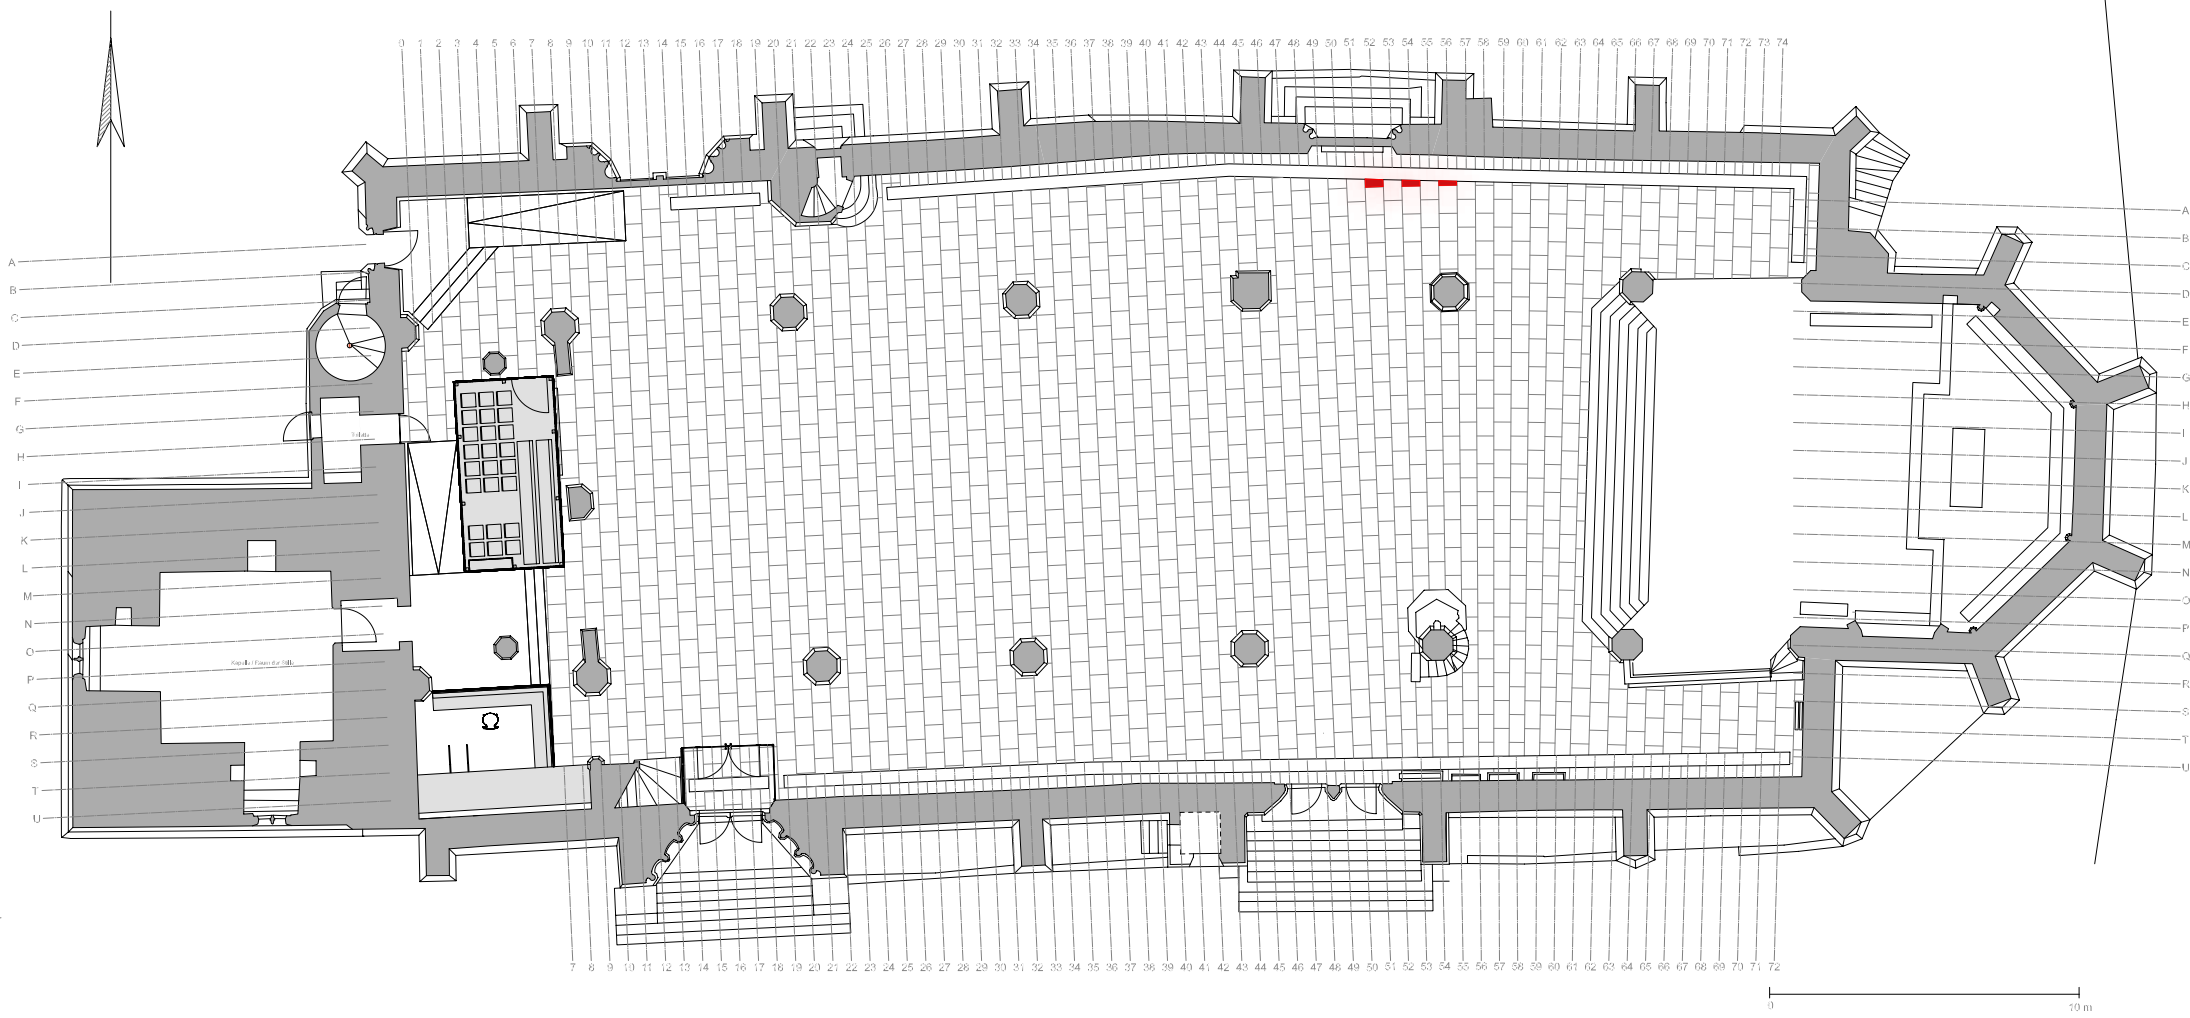 0 1 2 3 4 5 6 7 8 9 10 11 12 13 14 15 16 17 18 19 20 21 22 23 24 25 26 27 28 29 30 31 32 33 34 35 36 37 38 39 40 41 42 43 44 45 46 47 48 49 50 51 52 53 54 55 56 57 58 59 60 61 62 63 64 65 66 67 68 69 70 71 72 73 74
A
B
C
D
E
F
G
H
I
J
K
L
M
N
O
P
Q
R
S
T
U
A
B
C
D
E
F
G
H
I
J
K
L
M
N
O
P
Q
R
S
T
U
7 8 9 10 11 12 13 14 15 16 17 18 19 20 21 22 23 24 25 26 27 28 29 30 31 32 33 34 35 36 37 38 39 40 41 42 43 44 45 46 47 48 49 50 51 52 53 54 55 56 57 58 59 60 61 62 63 64 65 66 67 68 69 70 71 72
0 10 m